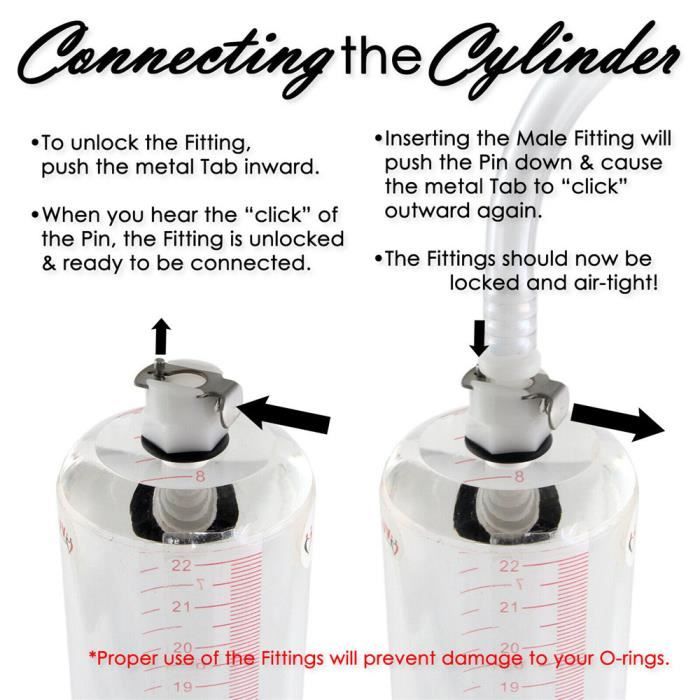 Connecting the Cylinder
•To unlock the Fitting,
push the metal Tab inward.
•When you hear the “click” of
the Pin, the Fitting is unlocked
& ready to be connected.
•Inserting the Male Fitting will
push the Pin down & cause
the metal Tab to “click”
outward again.
•The Fittings should now be
locked and air-tight!
8
22
7
21
20
19
8
22
7
21
20
19
*Proper use of the Fittings will prevent damage to your O-rings.